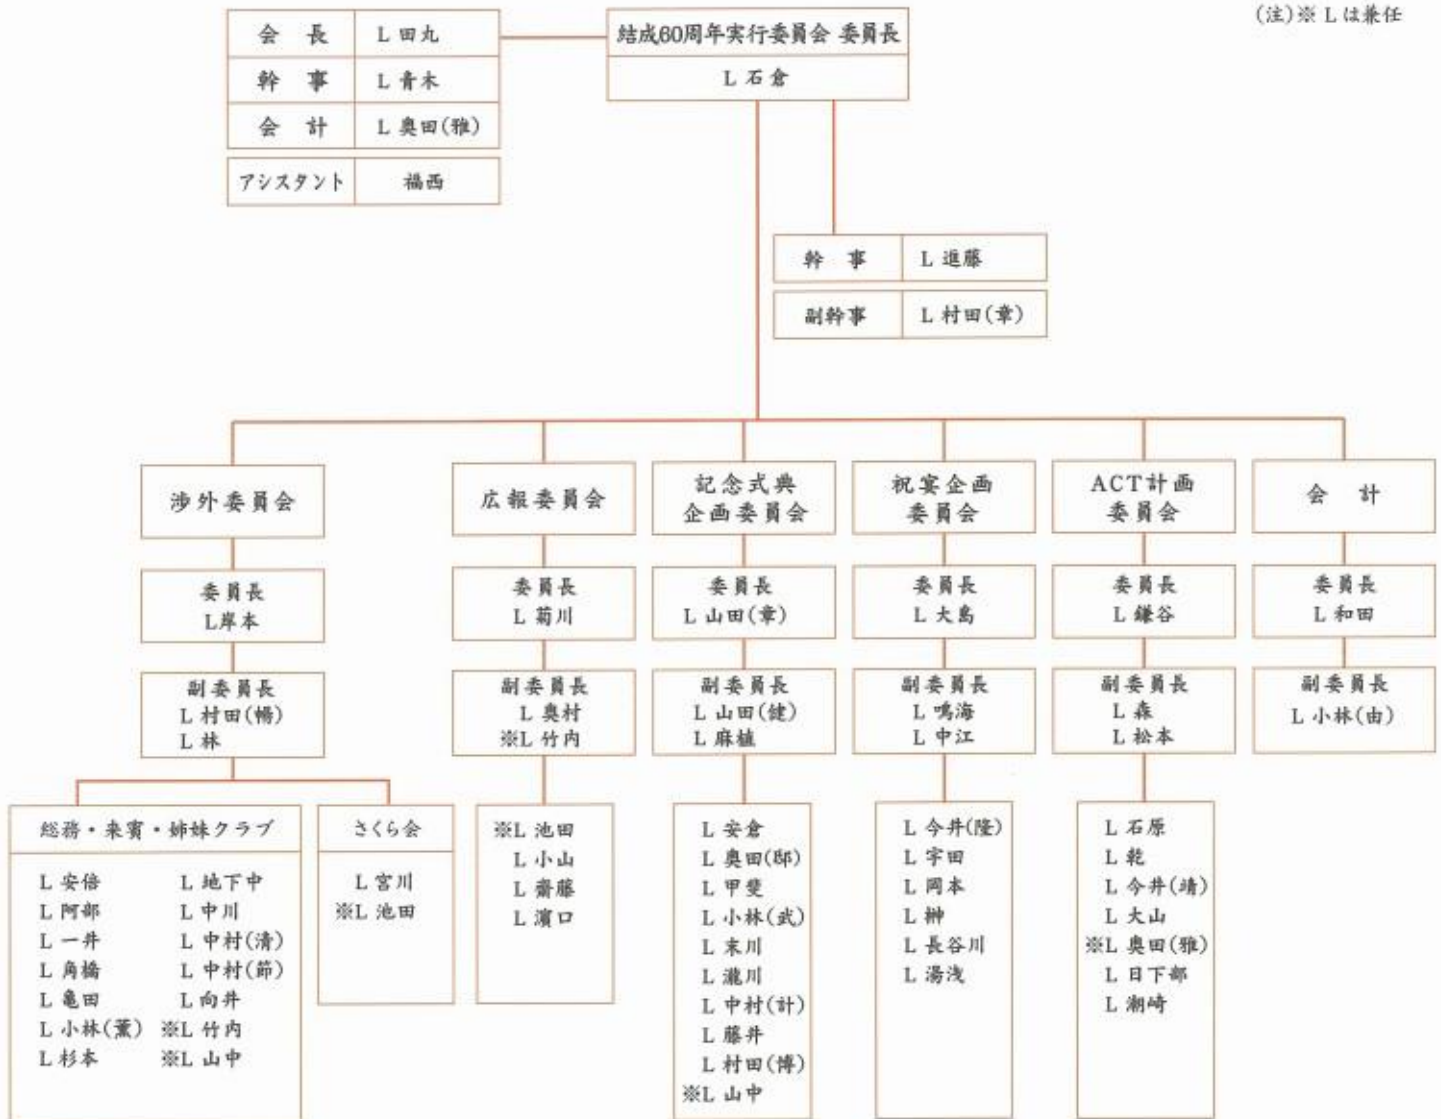 (注)※ L は兼任
会 長 L 田丸
幹 事 L 青木
会 計 L 奥田(雅)
アシスタント 福西
結成60周年実行委員会 委員長
L 石倉
幹 事 L 進藤
副幹事 L 村田(章)
渉外委員会
委員長
L岸本
副委員長
L 村田(暢)
L 林
総務・来賓・姉妹クラブ
L 安倍 L 地下中
L 阿部 L 中川
L 一井 L 中村(清)
L 角橋 L 中村(節)
L 亀田 L 向井
L 小林(薫) ※L 竹内
L 杉本 ※L 山中
さくら会
L 宮川
※L 池田
広報委員会
委員長
L 菊川
副委員長
L 奥村
※L 竹内
※L 池田
L 小山
L 齋藤
L 濵口
記念式典
企画委員会
委員長
L 山田(章)
副委員長
L 山田(健)
L 麻植
L 安倉
L 奥田(邸)
L 甲斐
L 小林(武)
L 末川
L 瀧川
L 中村(計)
L 藤井
L 村田(博)
※L 山中
祝宴企画
委員会
委員長
L 大島
副委員長
L 鳴海
L 中江
L 今井(隆)
L 宇田
L 岡本
L 榊
L 長谷川
L 湯浅
ACT計画
委員会
委員長
L 鎌谷
副委員長
L 森
L 松本
L 石原
L 乾
L 今井(靖)
L 大山
※L 奥田(雅)
L 日下部
L 潮崎
会 計
委員長
L 和田
副委員長
L 小林(由)